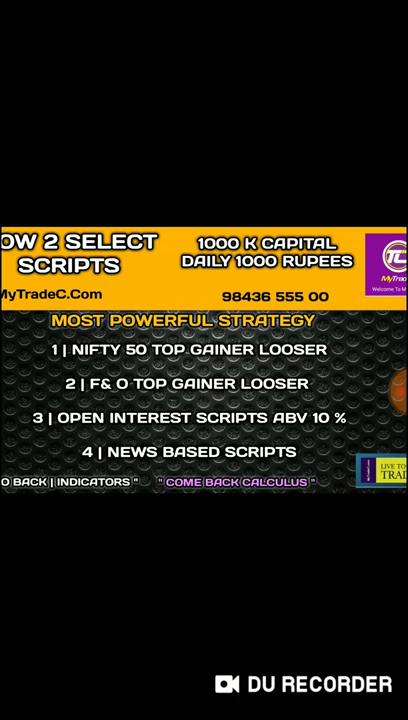 OW 2 SELECT
SCRIPTS
1000 K CAPITAL
DAILY 1000 RUPEES
MyTradeC.Com
98436 555 00
TC
MyTrad
Welcome To M
MOST POWERFUL STRATEGY
1 | NIFTY 50 TOP GAINER LOOSER
2 | F& O TOP GAINER LOOSER
3 | OPEN INTEREST SCRIPTS ABV 10 %
4 | NEWS BASED SCRIPTS
O BACK | INDICATORS "
" COME BACK CALCULUS "
LIVE TO
TRAD
DU RECORDER